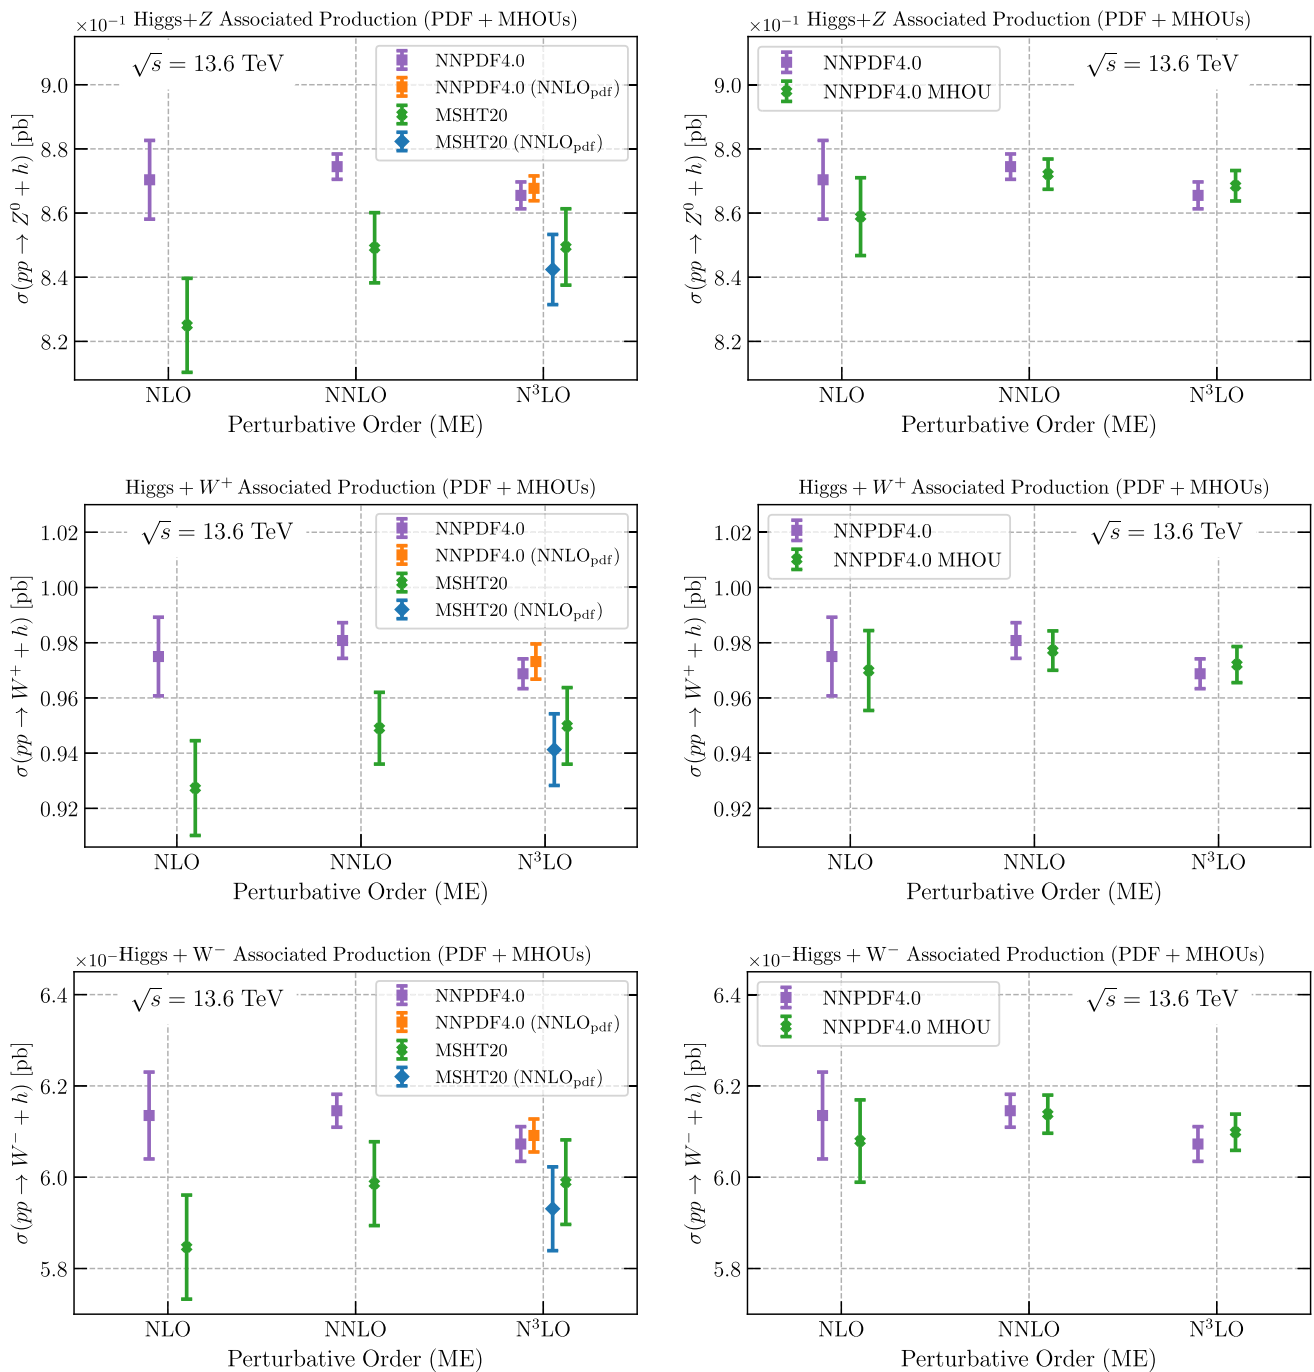 ×10⁻¹ Higgs+Z Associated Production (PDF + MHOUs)
√s = 13.6 TeV
NNPDF4.0
NNPDF4.0 (NNLOpdf)
MSHT20
MSHT20 (NNLOpdf)
9.0
8.8
8.6
8.4
8.2
σ(pp → Z⁰ + h) [pb]
NLO NNLO N³LO
Perturbative Order (ME)
×10⁻¹ Higgs+Z Associated Production (PDF + MHOUs)
NNPDF4.0
NNPDF4.0 MHOU
√s = 13.6 TeV
9.0
8.8
8.6
8.4
8.2
σ(pp → Z⁰ + h) [pb]
NLO NNLO N³LO
Perturbative Order (ME)
Higgs + W⁺ Associated Production (PDF + MHOUs)
√s = 13.6 TeV
NNPDF4.0
NNPDF4.0 (NNLOpdf)
MSHT20
MSHT20 (NNLOpdf)
1.02
1.00
0.98
0.96
0.94
0.92
σ(pp → W⁺ + h) [pb]
NLO NNLO N³LO
Perturbative Order (ME)
Higgs + W⁺ Associated Production (PDF + MHOUs)
NNPDF4.0
NNPDF4.0 MHOU
√s = 13.6 TeV
1.02
1.00
0.98
0.96
0.94
0.92
σ(pp → W⁺ + h) [pb]
NLO NNLO N³LO
Perturbative Order (ME)
×10⁻ Higgs + W⁻ Associated Production (PDF + MHOUs)
√s = 13.6 TeV
NNPDF4.0
NNPDF4.0 (NNLOpdf)
MSHT20
MSHT20 (NNLOpdf)
6.4
6.2
6.0
5.8
σ(pp → W⁻ + h) [pb]
NLO NNLO N³LO
Perturbative Order (ME)
×10⁻ Higgs + W⁻ Associated Production (PDF + MHOUs)
NNPDF4.0
NNPDF4.0 MHOU
√s = 13.6 TeV
6.4
6.2
6.0
5.8
σ(pp → W⁻ + h) [pb]
NLO NNLO N³LO
Perturbative Order (ME)